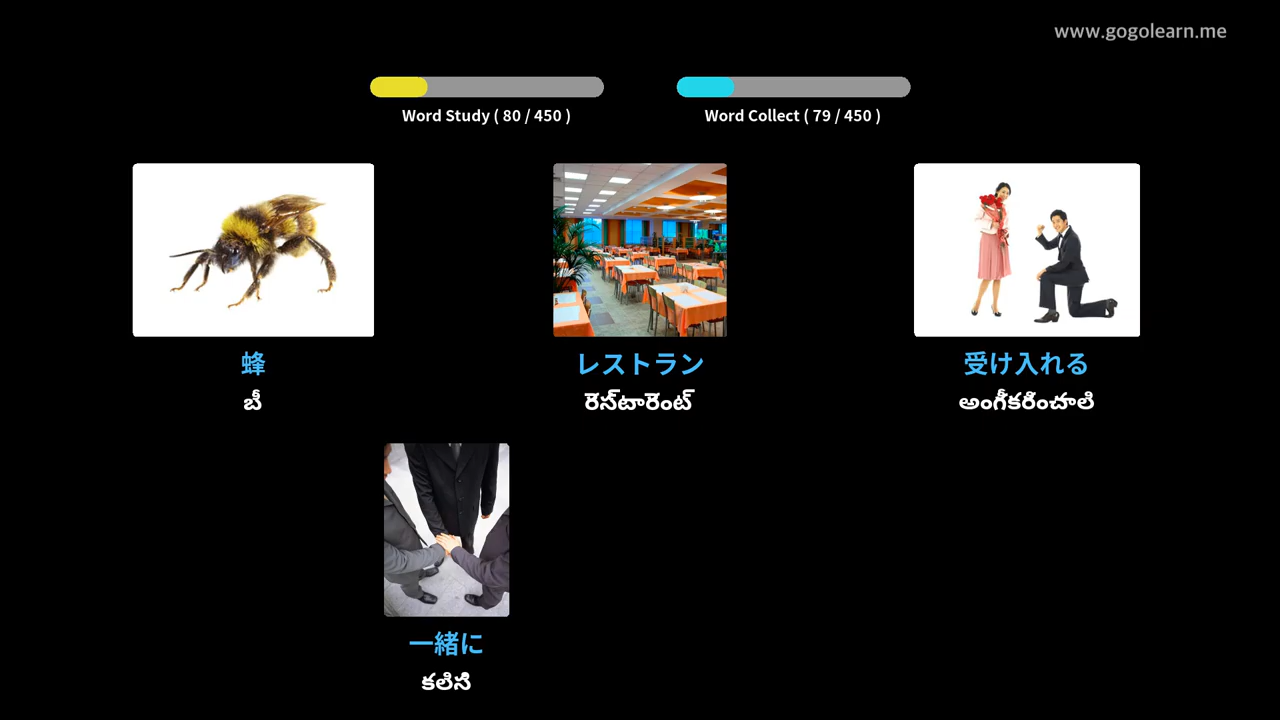 www.gogolearn.me
Word Study ( 80 / 450 )
Word Collect ( 79 / 450 )
蜂
レストラン
受け入れる
బీ
రెస్టారెంట్
అంగీకరించాలి
一緒に
కలిసి